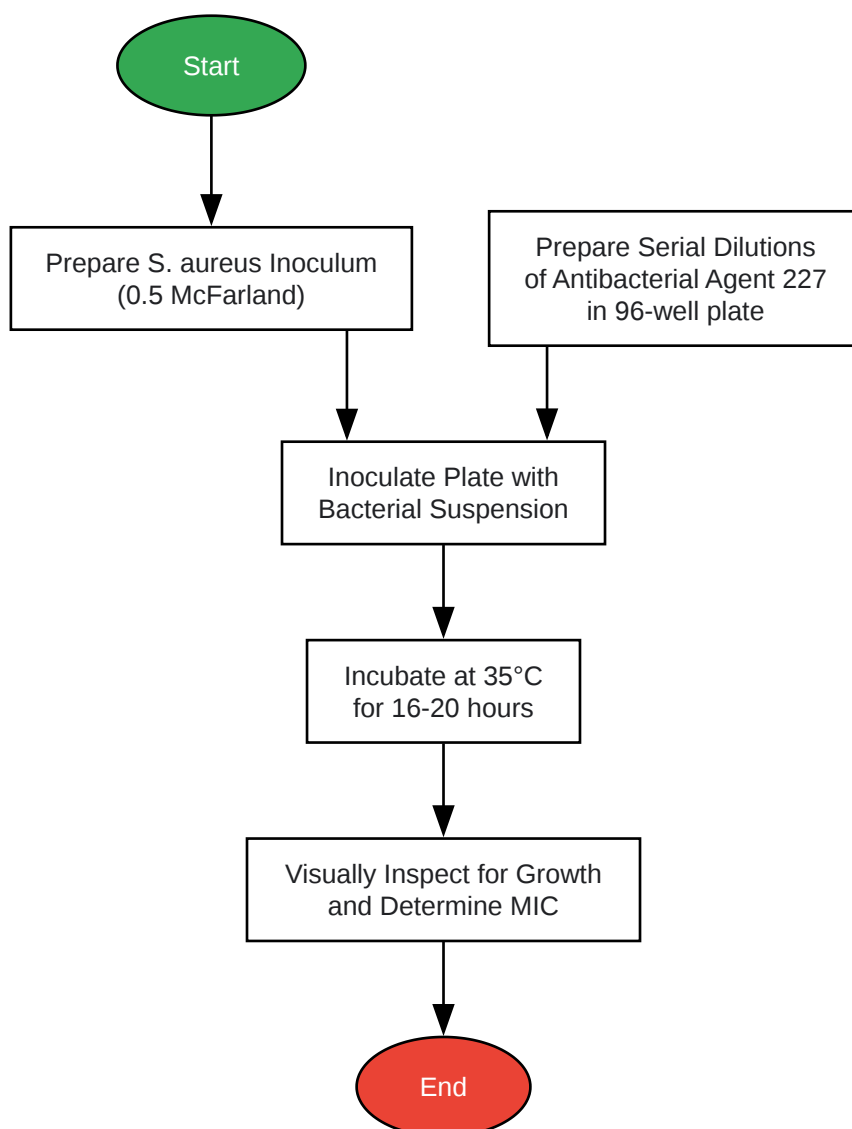 Start
Prepare S. aureus Inoculum
(0.5 McFarland)
Prepare Serial Dilutions
of Antibacterial Agent 227
in 96-well plate
Inoculate Plate with
Bacterial Suspension
Incubate at 35°C
for 16-20 hours
Visually Inspect for Growth
and Determine MIC
End